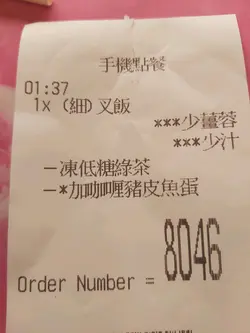 手機點餐
01:37
1x (細)叉飯
***少薑蓉
***少汁
–凍低糖綠茶
–*加咖喱豬皮魚蛋
Order Number = 8046